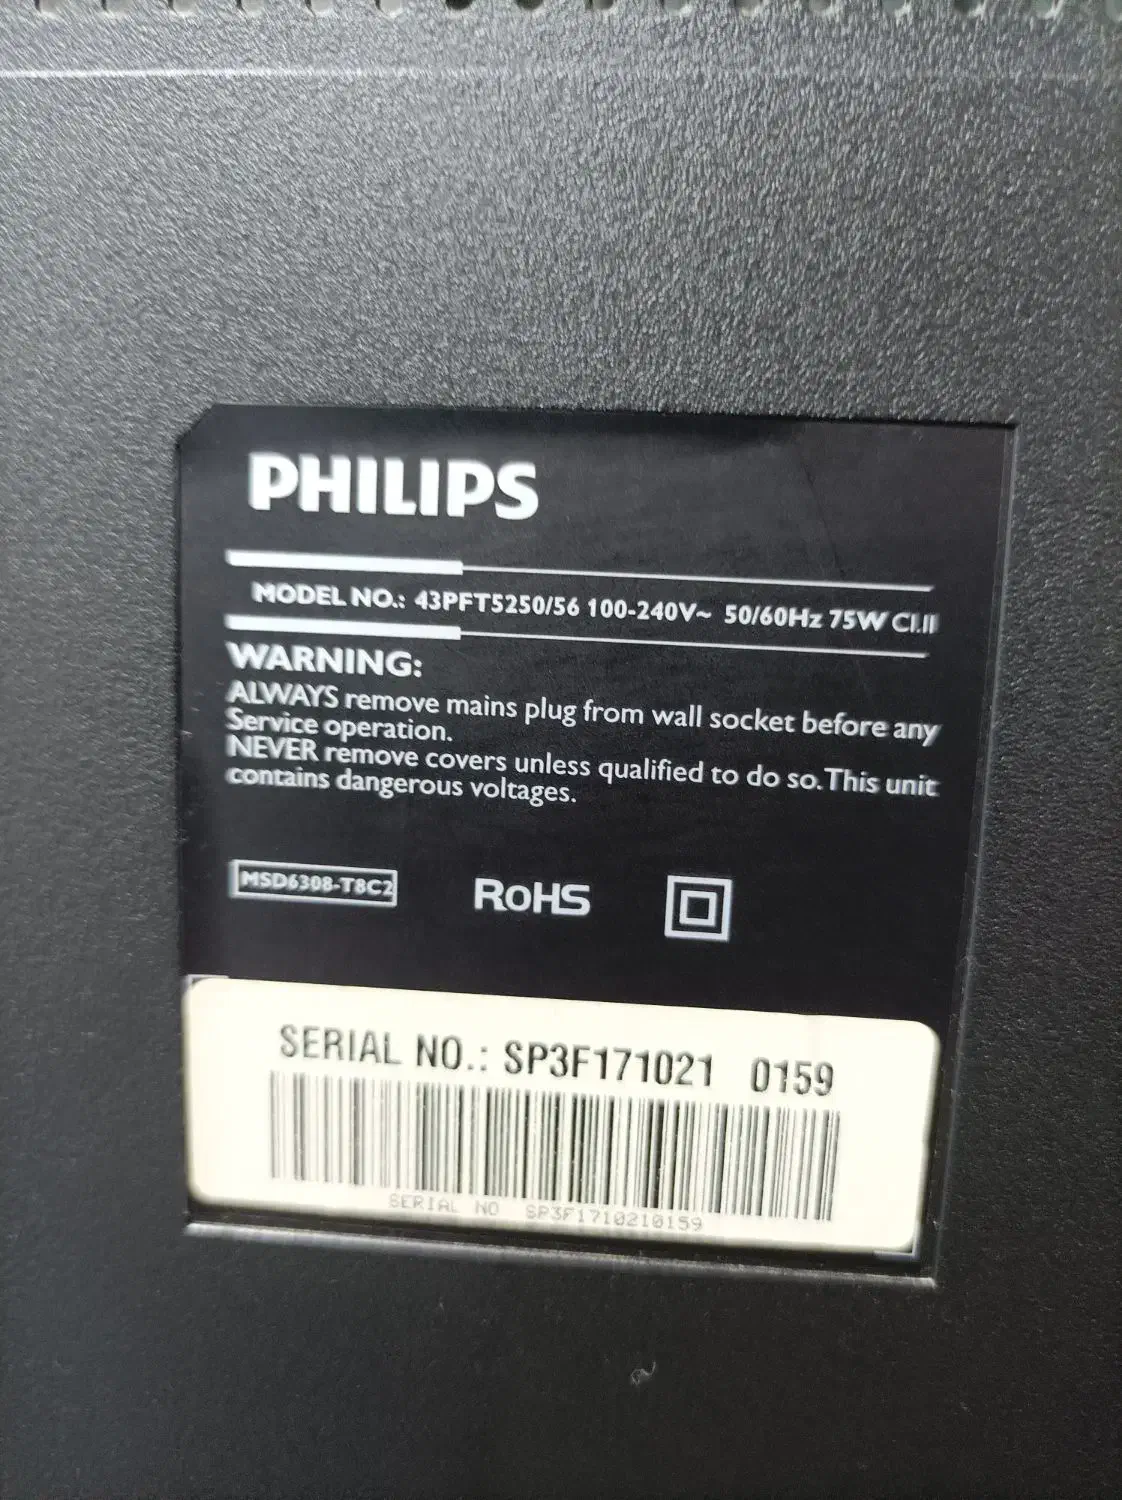 PHILIPS
MODEL NO.: 43PFT5250/56 100-240V~ 50/60Hz 75W Cl.II
WARNING:
ALWAYS remove mains plug from wall socket before any
Service operation.
NEVER remove covers unless qualified to do so.This unit
contains dangerous voltages.
MSD6308-T8C2
RoHS
SERIAL NO.: SP3F171021 0159
SERIAL NO SP3F1710210159